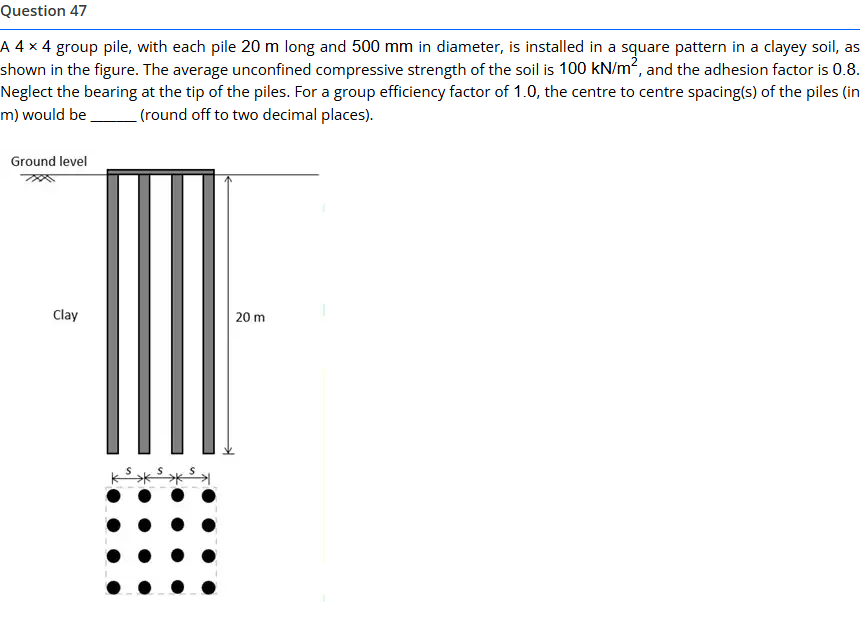 Question 47
A 4 × 4 group pile, with each pile 20 m long and 500 mm in diameter, is installed in a square pattern in a clayey soil, as
shown in the figure. The average unconfined compressive strength of the soil is 100 kN/m², and the adhesion factor is 0.8.
Neglect the bearing at the tip of the piles. For a group efficiency factor of 1.0, the centre to centre spacing(s) of the piles (in
m) would be ______ (round off to two decimal places).
Ground level
Clay
20 m
s s s